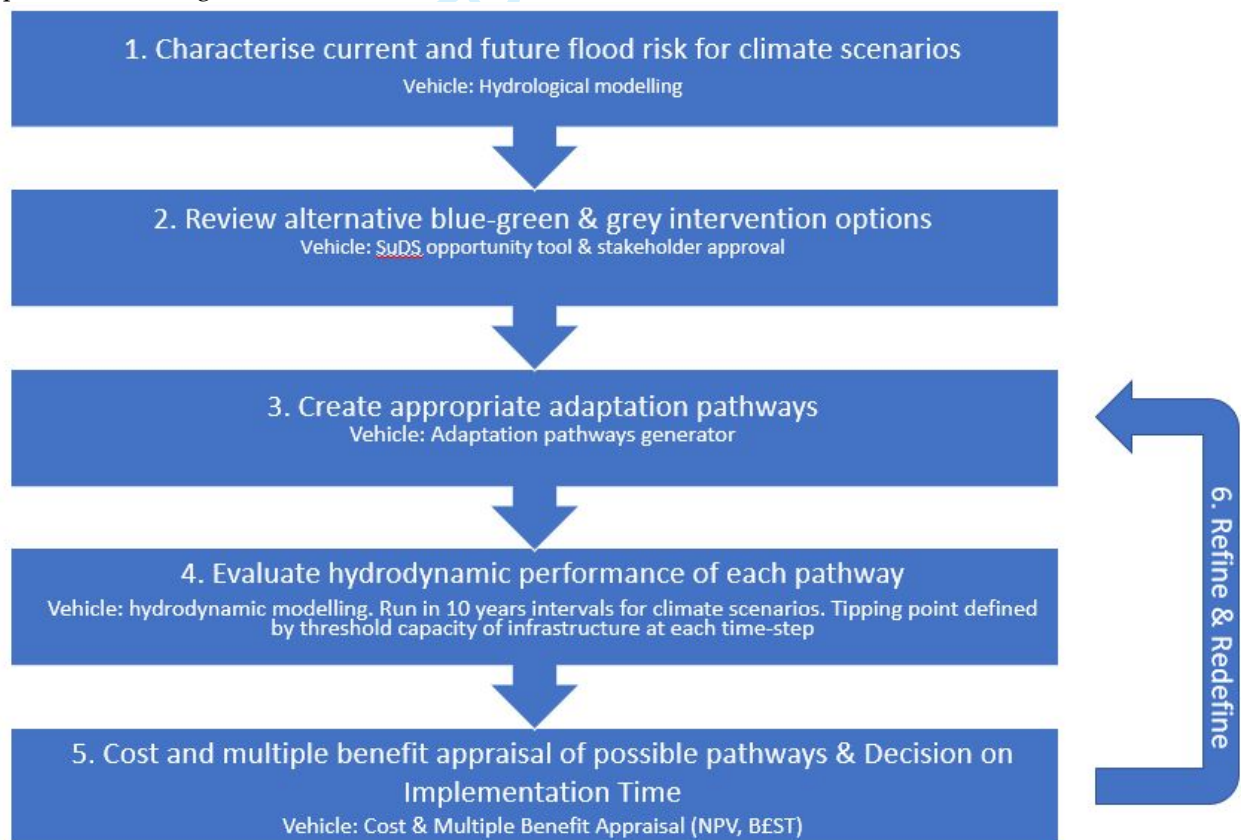 1. Characterise current and future flood risk for climate scenarios
Vehicle: Hydrological modelling
2. Review alternative blue-green & grey intervention options
Vehicle: SuDS opportunity tool & stakeholder approval
3. Create appropriate adaptation pathways
Vehicle: Adaptation pathways generator
4. Evaluate hydrodynamic performance of each pathway
Vehicle: hydrodynamic modelling. Run in 10 years intervals for climate scenarios. Tipping point defined
by threshold capacity of infrastructure at each time-step
5. Cost and multiple benefit appraisal of possible pathways & Decision on
Implementation Time
Vehicle: Cost & Multiple Benefit Appraisal (NPV, B£ST)
6. Refine & Redefine